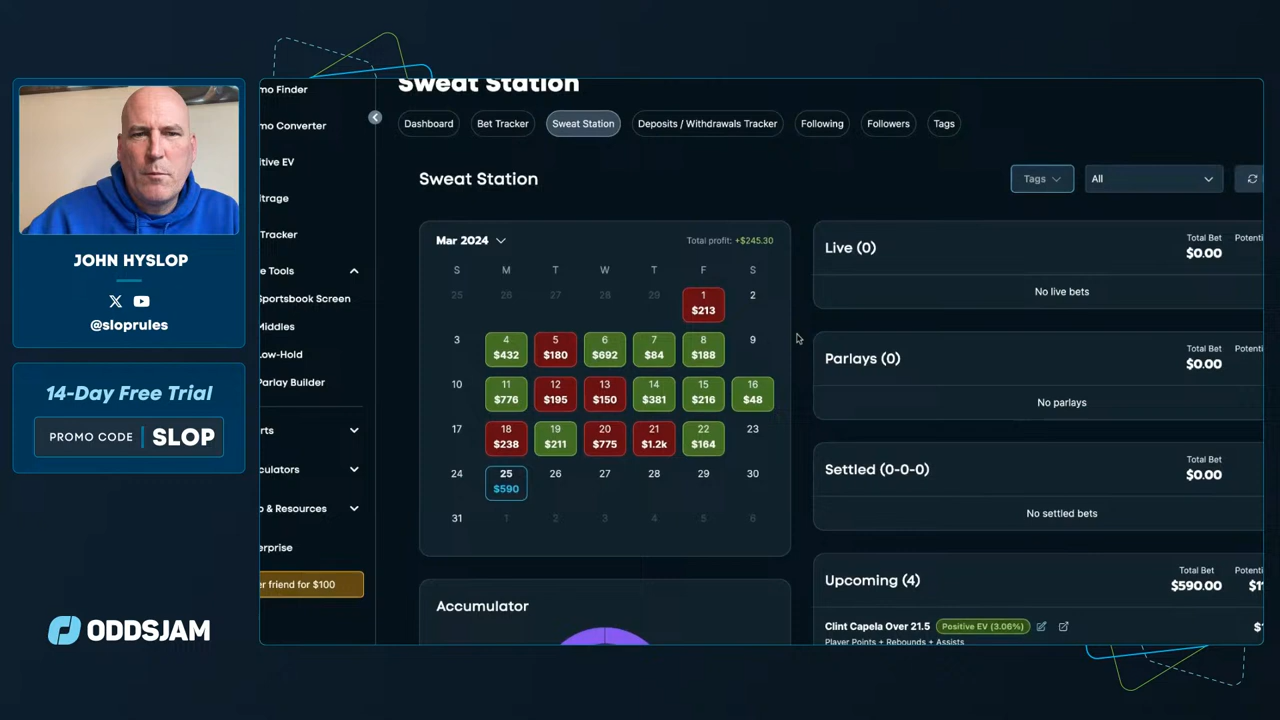 JOHN HYSLOP
@sloprules
14-Day Free Trial
PROMO CODE | SLOP
ODDSJAM
mo Finder
mo Converter
itive EV
itrage
Tracker
e Tools
Sportsbook Screen
Middles
Low-Hold
Parlay Builder
rts
culators
o & Resources
erprise
er friend for $100
Sweat Station
Dashboard Bet Tracker Sweat Station Deposits / Withdrawals Tracker Following Followers Tags
Sweat Station
Tags All
Mar 2024 Total profit: +$245.30
S M T W T F S
25 26 27 28 29 1 2
$213
3 4 5 6 7 8 9
$432 $180 $692 $84 $188
10 11 12 13 14 15 16
$776 $195 $150 $381 $216 $48
17 18 19 20 21 22 23
$238 $211 $775 $1.2k $164
24 25 26 27 28 29 30
$590
31 1 2 3 4 5 6
Accumulator
Live (0) Total Bet Potenti
$0.00
No live bets
Parlays (0) Total Bet Potenti
$0.00
No parlays
Settled (0-0-0) Total Bet
$0.00
No settled bets
Upcoming (4) Total Bet Potenti
$590.00 $1
Clint Capela Over 21.5 Positive EV (3.06%) $
Player Points + Rebounds + Assists